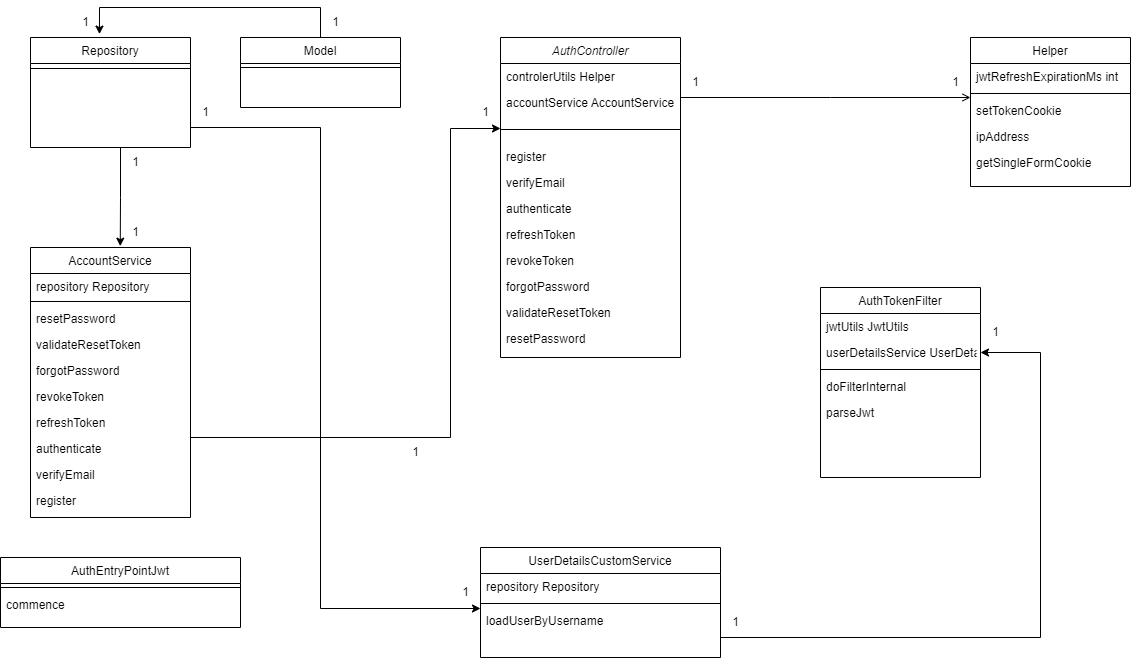 1
1
Repository
Model
1
1
1
AccountService
repository Repository
resetPassword
validateResetToken
forgotPassword
revokeToken
refreshToken
authenticate
verifyEmail
register
1
AuthController
controlerUtils Helper
accountService AccountService
register
verifyEmail
authenticate
refreshToken
revokeToken
forgotPassword
validateResetToken
resetPassword
1
1
1
Helper
jwtRefreshExpirationMs int
setTokenCookie
ipAddress
getSingleFormCookie
AuthTokenFilter
jwtUtils JwtUtils
userDetailsService UserDeta
doFilterInternal
parseJwt
1
AuthEntryPointJwt
commence
1
UserDetailsCustomService
repository Repository
loadUserByUsername
1